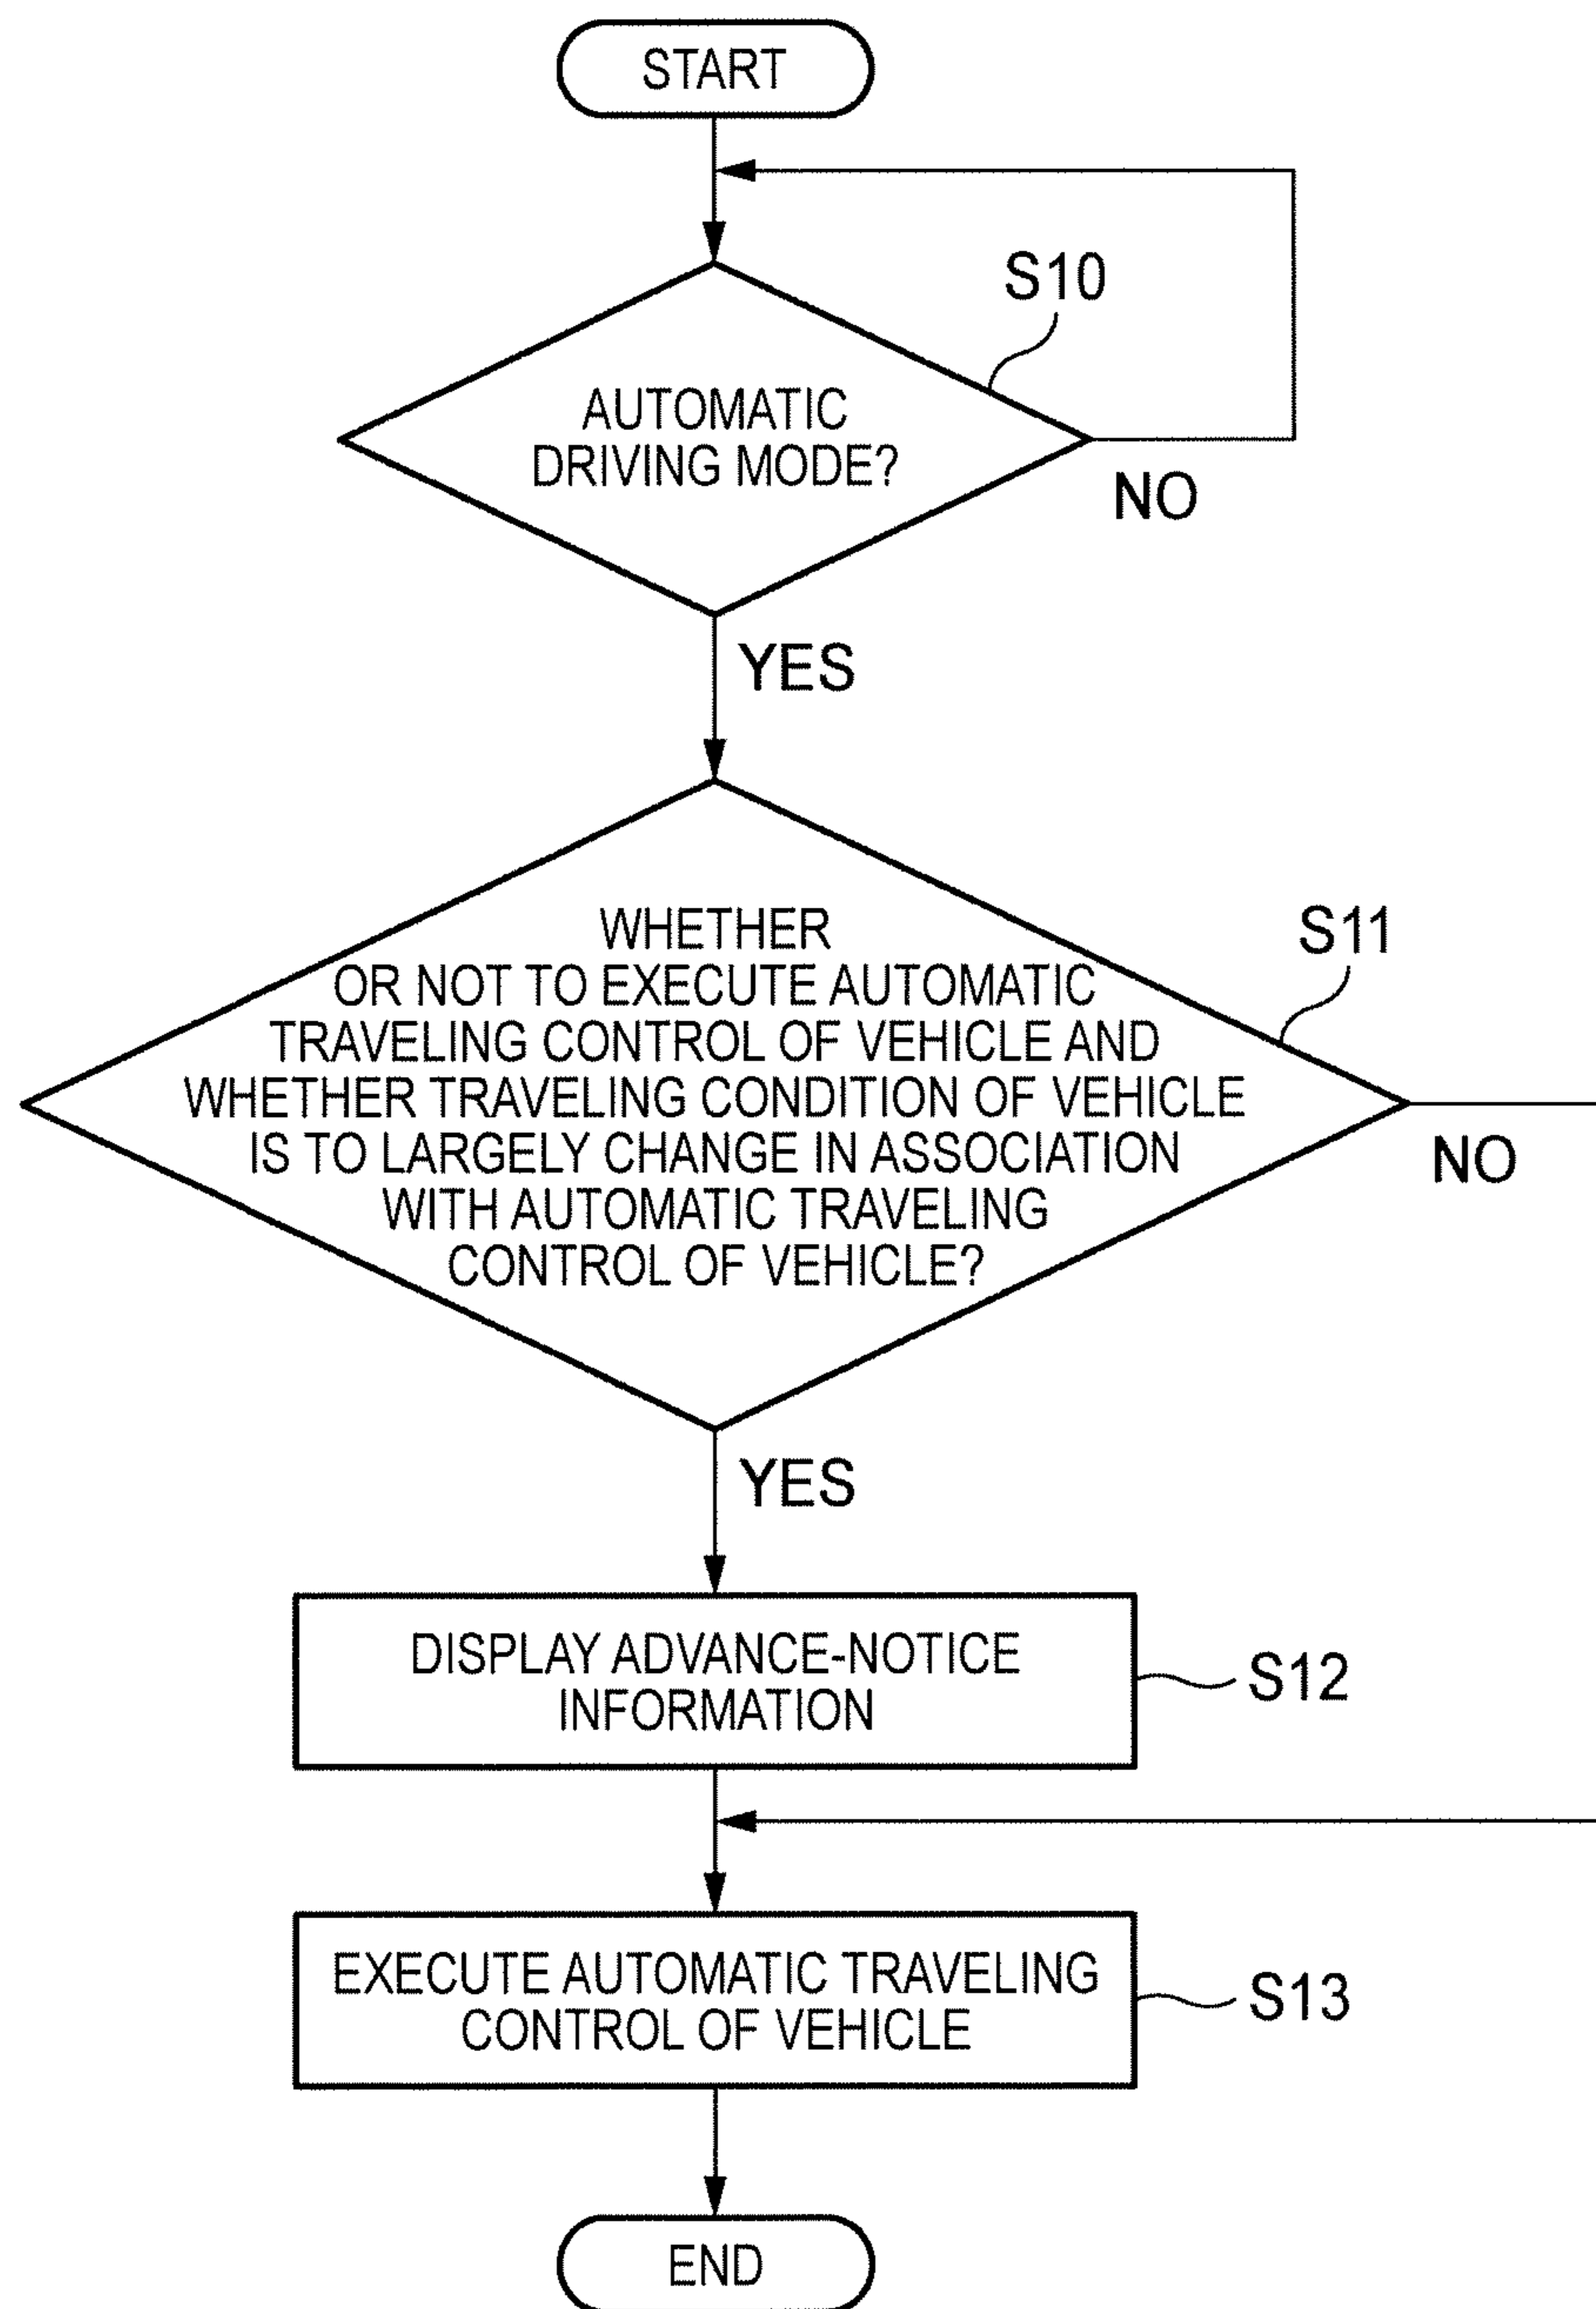 START
S10
AUTOMATIC
DRIVING MODE?
NO
YES
S11
WHETHER
OR NOT TO EXECUTE AUTOMATIC
TRAVELING CONTROL OF VEHICLE AND
WHETHER TRAVELING CONDITION OF VEHICLE
IS TO LARGELY CHANGE IN ASSOCIATION
WITH AUTOMATIC TRAVELING
CONTROL OF VEHICLE?
NO
YES
DISPLAY ADVANCE-NOTICE
INFORMATION
S12
EXECUTE AUTOMATIC TRAVELING
CONTROL OF VEHICLE
S13
END